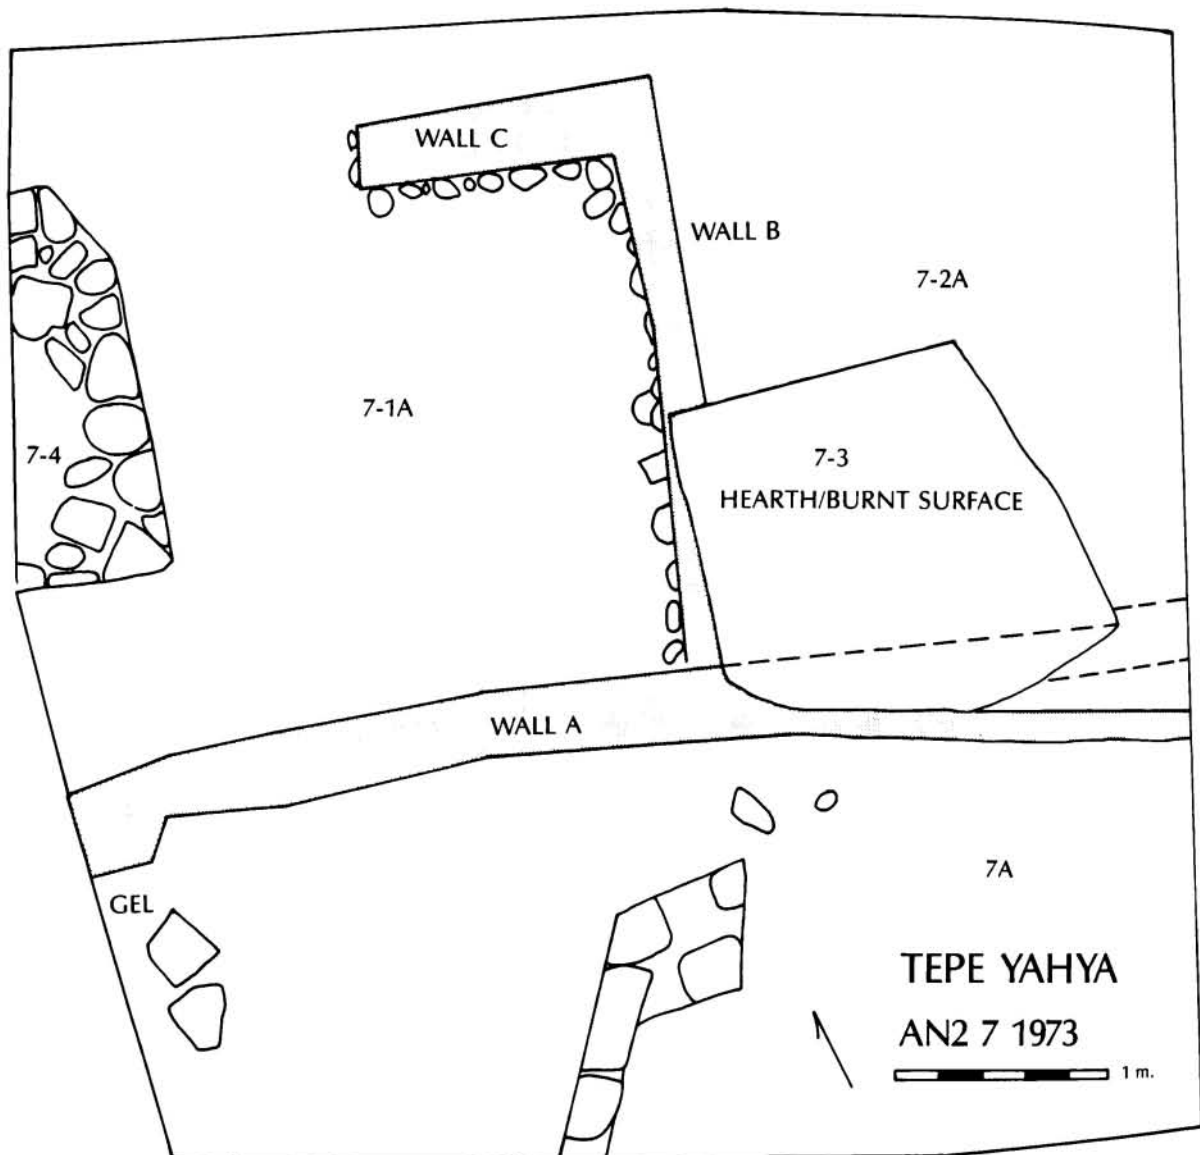 WALL C
WALL B
7-2A
7-1A
7-4
7-3
HEARTH/BURNT SURFACE
WALL A
GEL
7A
TEPE YAHYA
AN2 7 1973
1 m.